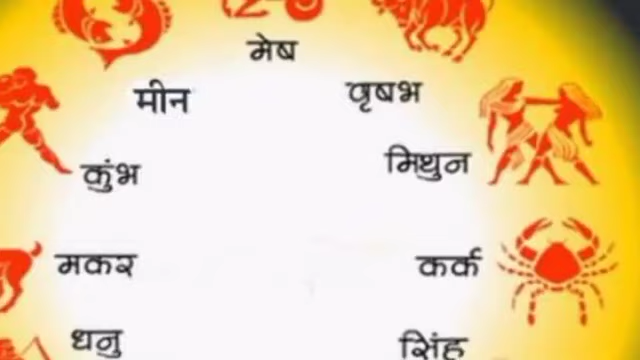 मेष
मीन
वृषभ
कुंभ
मिथुन
मकर
कर्क
धनु
सिंह